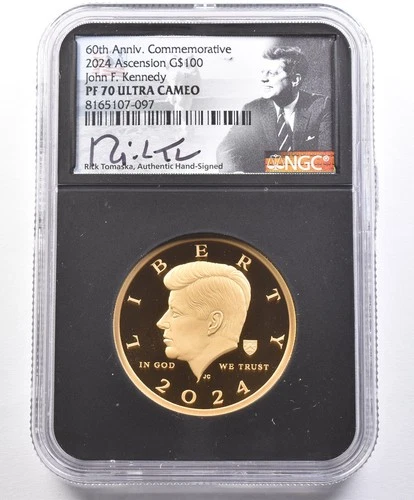 60th Anniv. Commemorative
2024 Ascension G$100
John F. Kennedy
PF 70 ULTRA CAMEO
8165107-097
Rick Tomaska, Authentic Hand-Signed
NGC®
LIBERTY
IN GOD WE TRUST
JC
2024